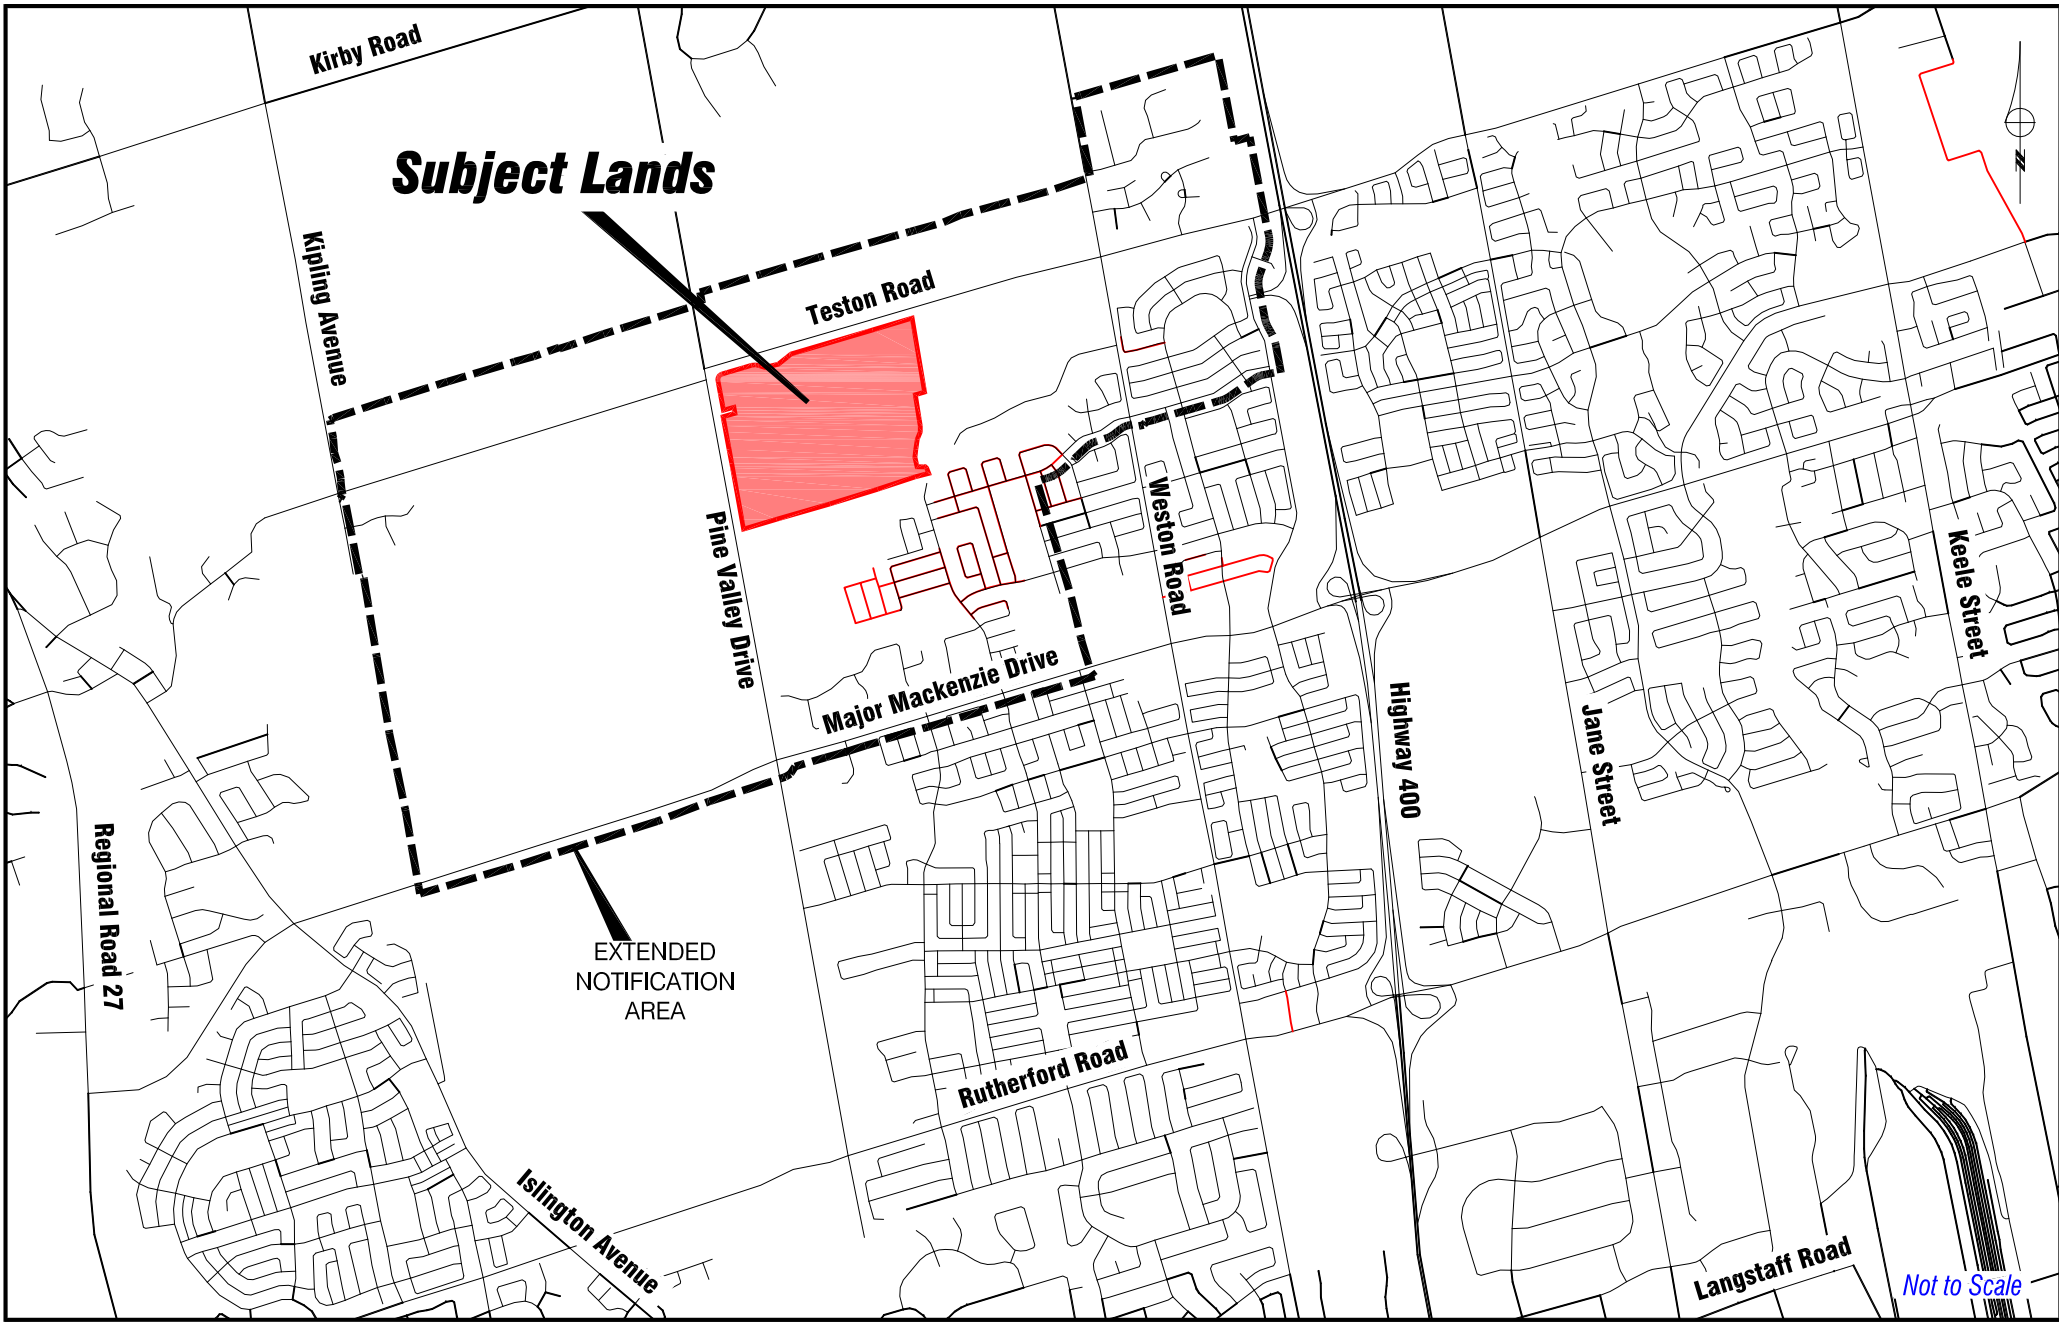 Kirby Road
Subject Lands
N
Kipling Avenue
Teston Road
Pine Valley Drive
Weston Road
Keele Street
Major Mackenzie Drive
Highway 400
Jane Street
Regional Road 27
EXTENDED
NOTIFICATION
AREA
Rutherford Road
Islington Avenue
Langstaff Road
Not to Scale